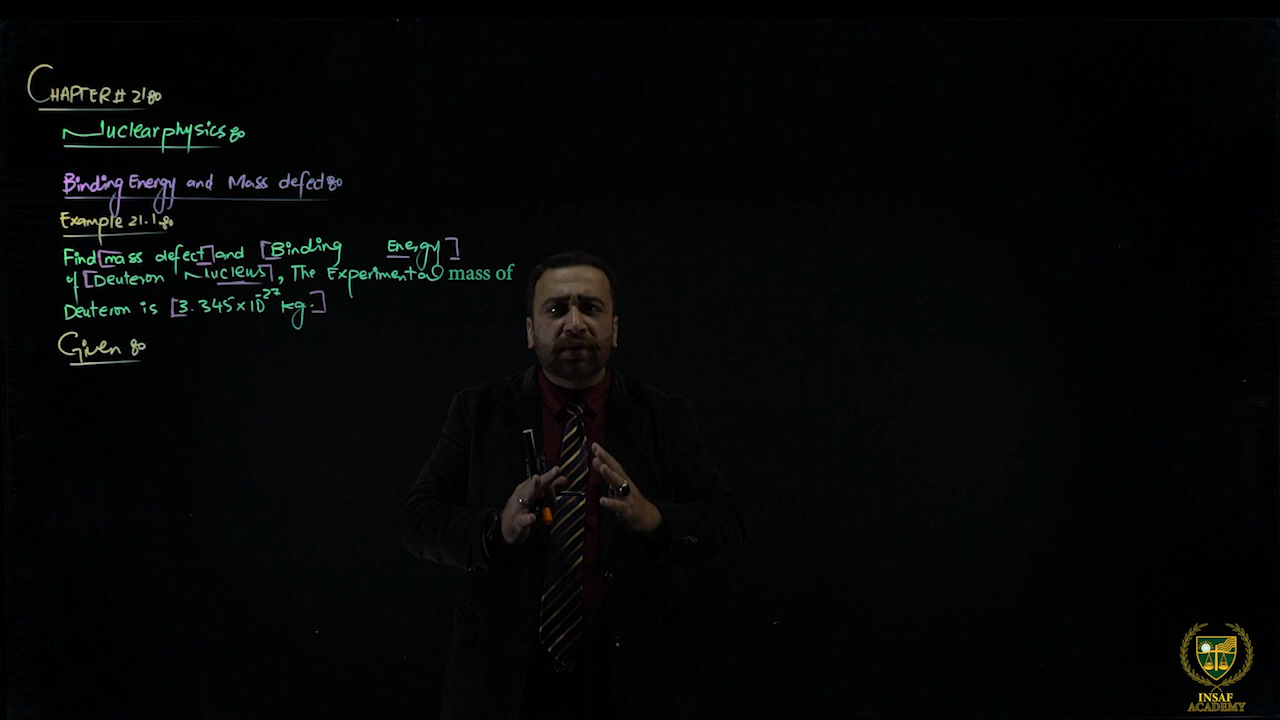 CHAPTER # 21:
Nuclear physics:
Binding Energy and Mass defect:
Example 21.1:
Find [mass defect] and [Binding Energy]
of [Deuteron Nucleus], The Experimental mass of
Deuteron is [3.345×10⁻²⁷ kg.]
Given:
INSAF
ACADEMY